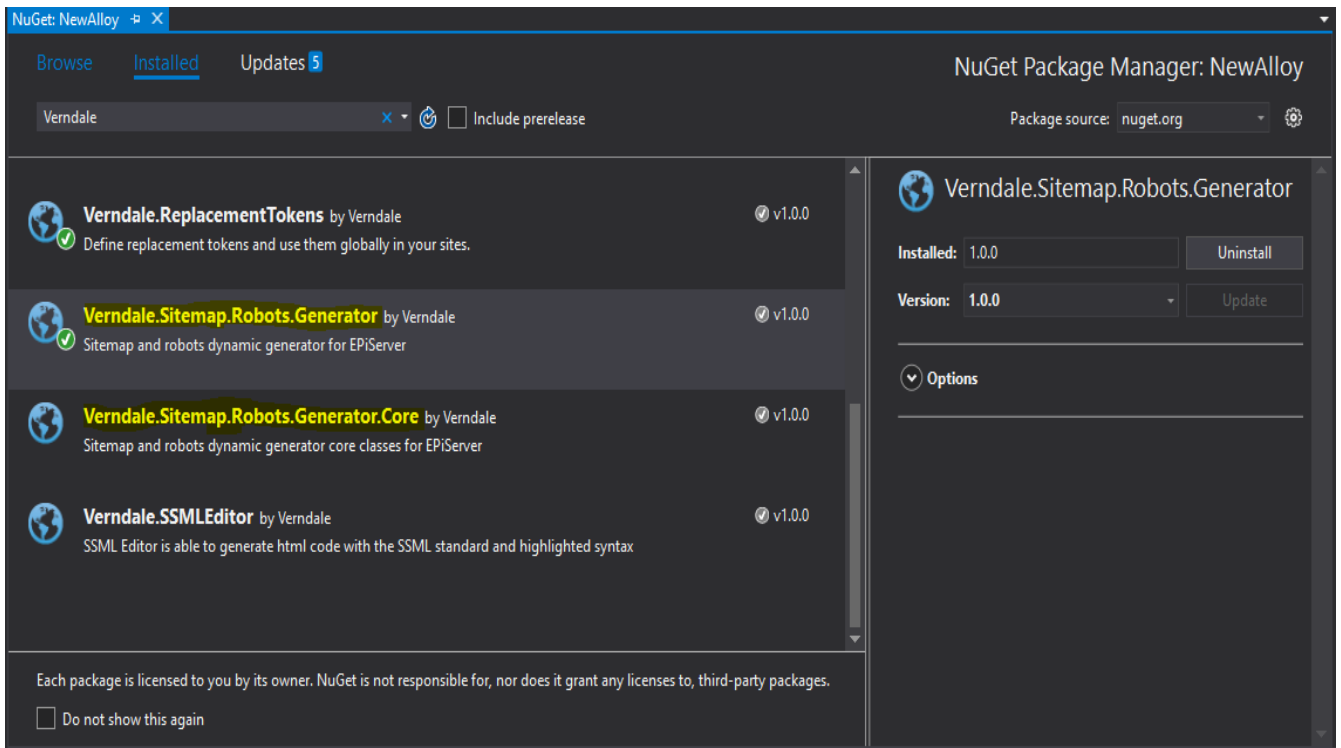 NuGet: NewAlloy
Browse Installed Updates 5
NuGet Package Manager: NewAlloy
Verndale Include prerelease
Package source: nuget.org
Verndale.ReplacementTokens by Verndale v1.0.0
Define replacement tokens and use them globally in your sites.
Verndale.Sitemap.Robots.Generator by Verndale v1.0.0
Sitemap and robots dynamic generator for EPiServer
Verndale.Sitemap.Robots.Generator.Core by Verndale v1.0.0
Sitemap and robots dynamic generator core classes for EPiServer
Verndale.SSMLEditor by Verndale v1.0.0
SSML Editor is able to generate html code with the SSML standard and highlighted syntax
Each package is licensed to you by its owner. NuGet is not responsible for, nor does it grant any licenses to, third-party packages.
Do not show this again
Verndale.Sitemap.Robots.Generator
Installed: 1.0.0 Uninstall
Version: 1.0.0 Update
Options